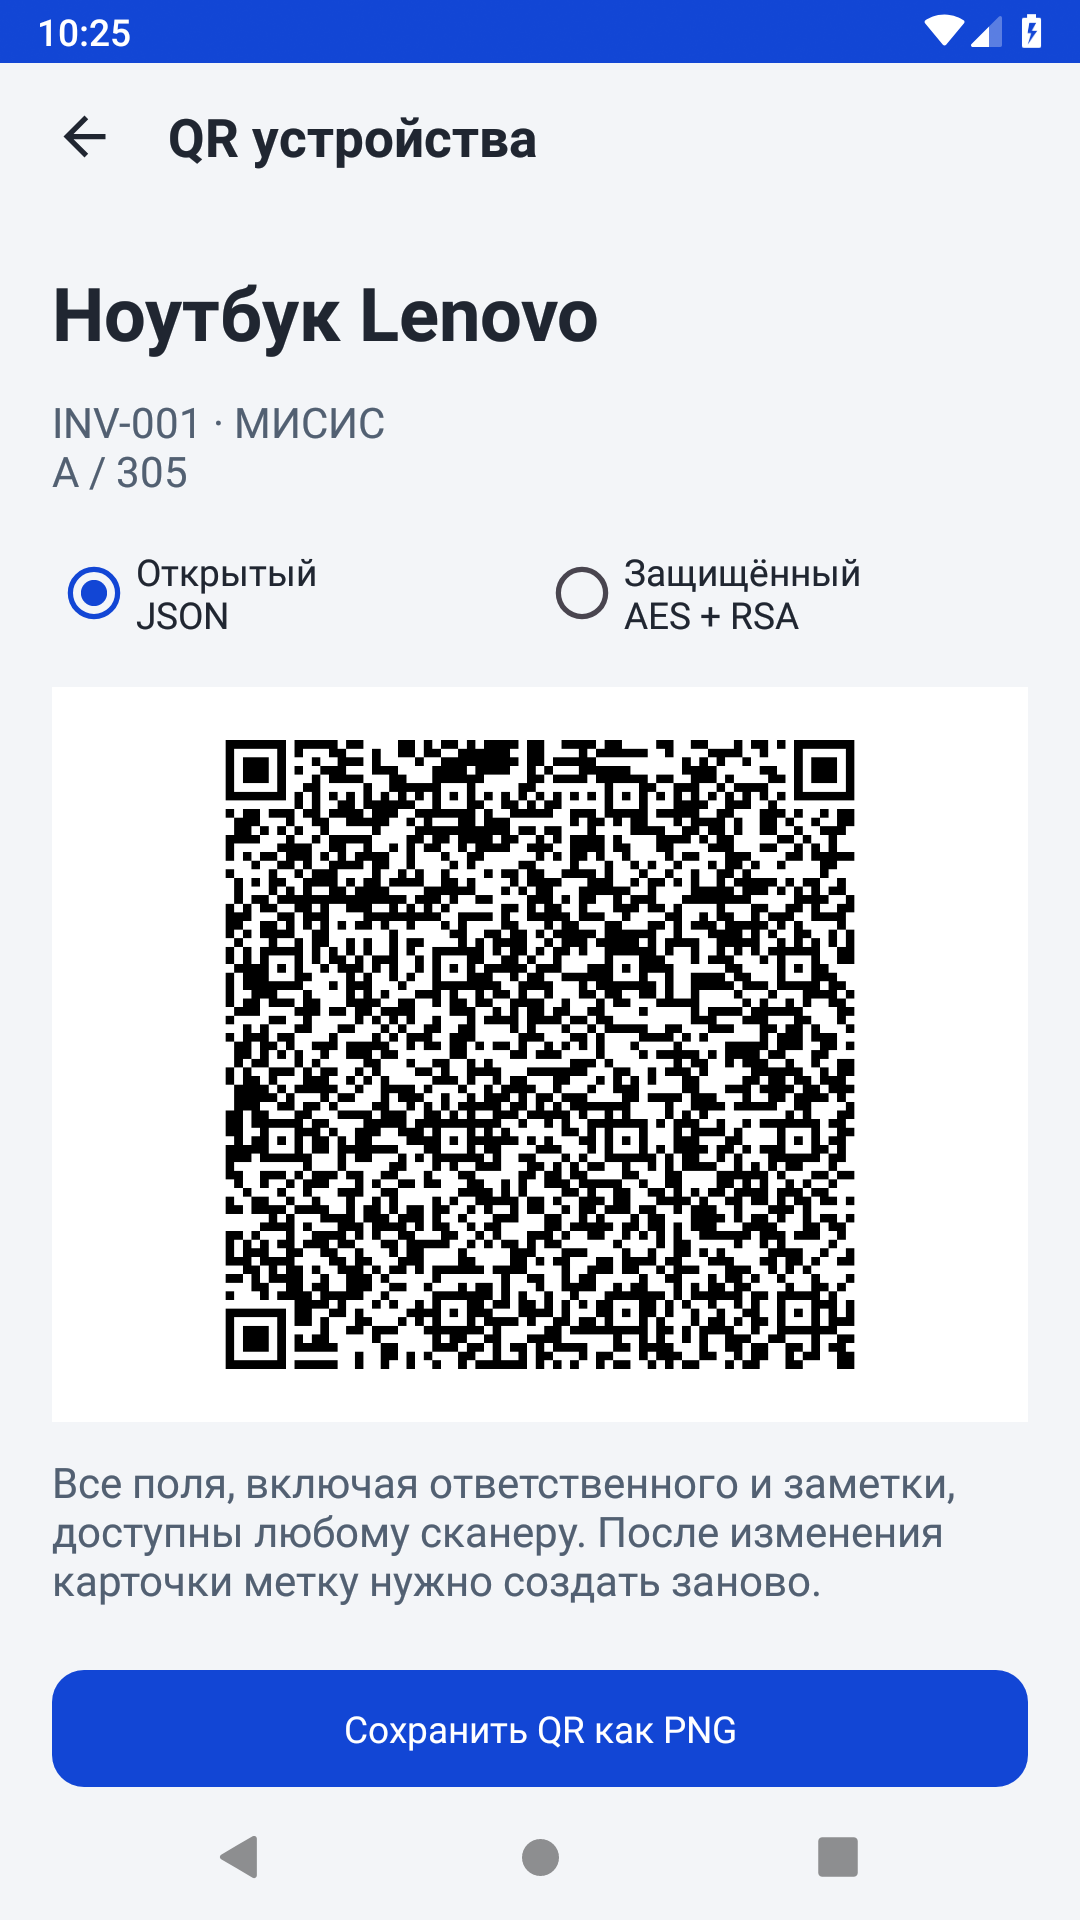 10:25
QR устройства
Ноутбук Lenovo
INV-001 · МИСИС
А / 305
Открытый
JSON
Защищённый
AES + RSA
Все поля, включая ответственного и заметки,
доступны любому сканеру. После изменения
карточки метку нужно создать заново.
Сохранить QR как PNG